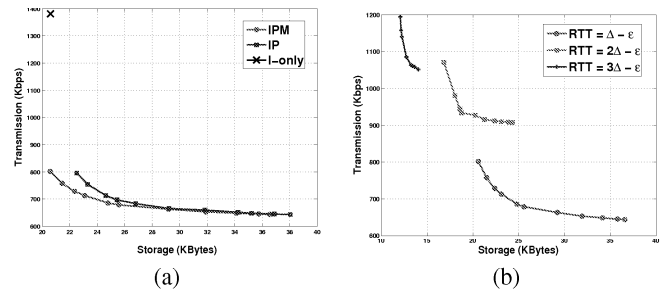 1400
1300
1200
1100
1000
900
800
700
600
Transmission (Kbps)
IPM
IP
I-only
20 22 24 26 28 30 32 34 36 38 40
Storage (KBytes)
(a)
1200
1100
1000
900
800
700
600
Transmission (Kbps)
RTT = Δ – ε
RTT = 2Δ – ε
RTT = 3Δ – ε
10 15 20 25 30 35 40
Storage (KBytes)
(b)